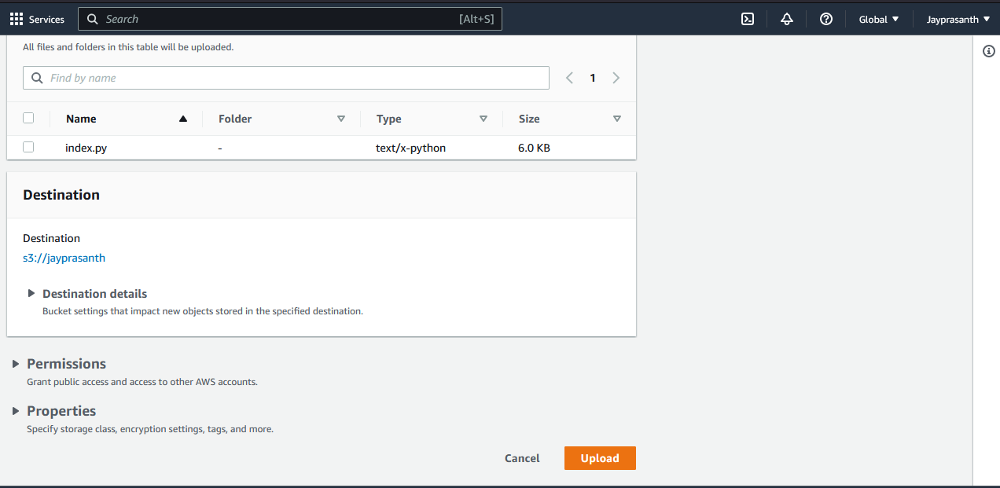 Services Search [Alt+S] Global Jayprasanth
All files and folders in this table will be uploaded.
Find by name 1
Name Folder Type Size
index.py - text/x-python 6.0 KB
Destination
Destination
s3://jayprasanth
Destination details
Bucket settings that impact new objects stored in the specified destination.
Permissions
Grant public access and access to other AWS accounts.
Properties
Specify storage class, encryption settings, tags, and more.
Cancel Upload